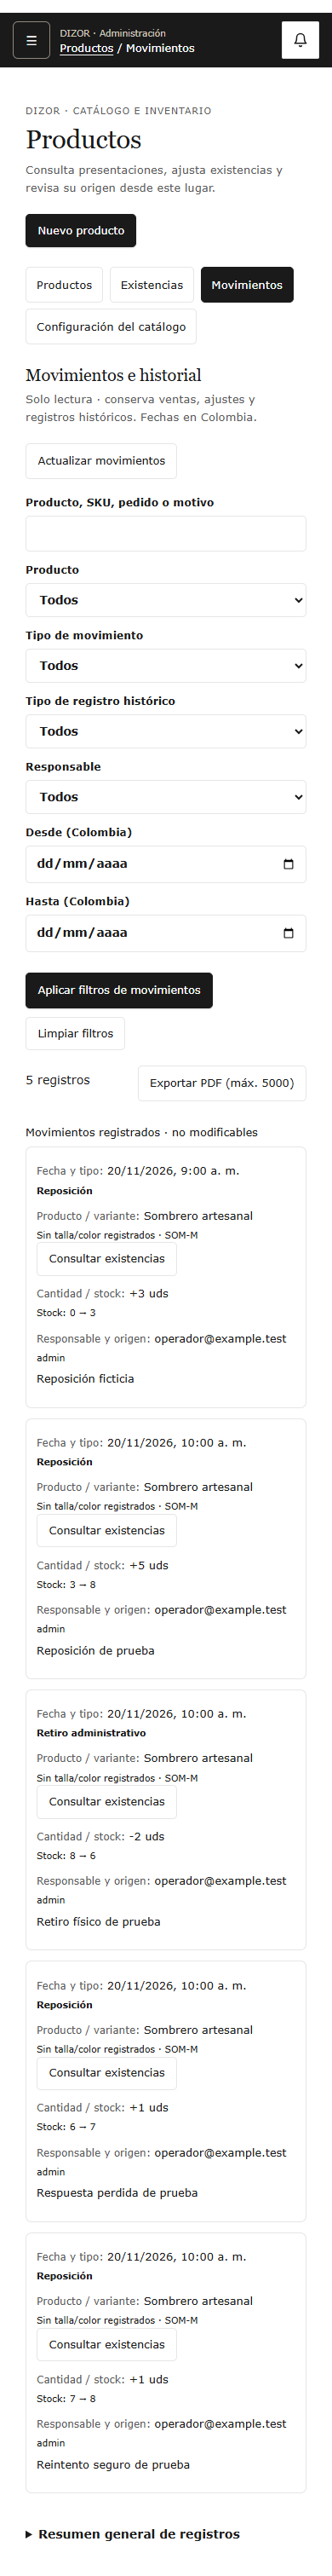 ☰
DIZOR · Administración
Productos / Movimientos
DIZOR · CATÁLOGO E INVENTARIO
Productos
Consulta presentaciones, ajusta existencias y
revisa su origen desde este lugar.
Nuevo producto
Productos
Existencias
Movimientos
Configuración del catálogo
Movimientos e historial
Solo lectura · conserva ventas, ajustes y
registros históricos. Fechas en Colombia.
Actualizar movimientos
Producto, SKU, pedido o motivo
Producto
Todos
Tipo de movimiento
Todos
Tipo de registro histórico
Todos
Responsable
Todos
Desde (Colombia)
dd/mm/aaaa
Hasta (Colombia)
dd/mm/aaaa
Aplicar filtros de movimientos
Limpiar filtros
5 registros
Exportar PDF (máx. 5000)
Movimientos registrados · no modificables
Fecha y tipo: 20/11/2026, 9:00 a. m.
Reposición
Producto / variante: Sombrero artesanal
Sin talla/color registrados · SOM-M
Consultar existencias
Cantidad / stock: +3 uds
Stock: 0 → 3
Responsable y origen: operador@example.test
admin
Reposición ficticia
Fecha y tipo: 20/11/2026, 10:00 a. m.
Reposición
Producto / variante: Sombrero artesanal
Sin talla/color registrados · SOM-M
Consultar existencias
Cantidad / stock: +5 uds
Stock: 3 → 8
Responsable y origen: operador@example.test
admin
Reposición de prueba
Fecha y tipo: 20/11/2026, 10:00 a. m.
Retiro administrativo
Producto / variante: Sombrero artesanal
Sin talla/color registrados · SOM-M
Consultar existencias
Cantidad / stock: -2 uds
Stock: 8 → 6
Responsable y origen: operador@example.test
admin
Retiro físico de prueba
Fecha y tipo: 20/11/2026, 10:00 a. m.
Reposición
Producto / variante: Sombrero artesanal
Sin talla/color registrados · SOM-M
Consultar existencias
Cantidad / stock: +1 uds
Stock: 6 → 7
Responsable y origen: operador@example.test
admin
Respuesta perdida de prueba
Fecha y tipo: 20/11/2026, 10:00 a. m.
Reposición
Producto / variante: Sombrero artesanal
Sin talla/color registrados · SOM-M
Consultar existencias
Cantidad / stock: +1 uds
Stock: 7 → 8
Responsable y origen: operador@example.test
admin
Reintento seguro de prueba
▶ Resumen general de registros